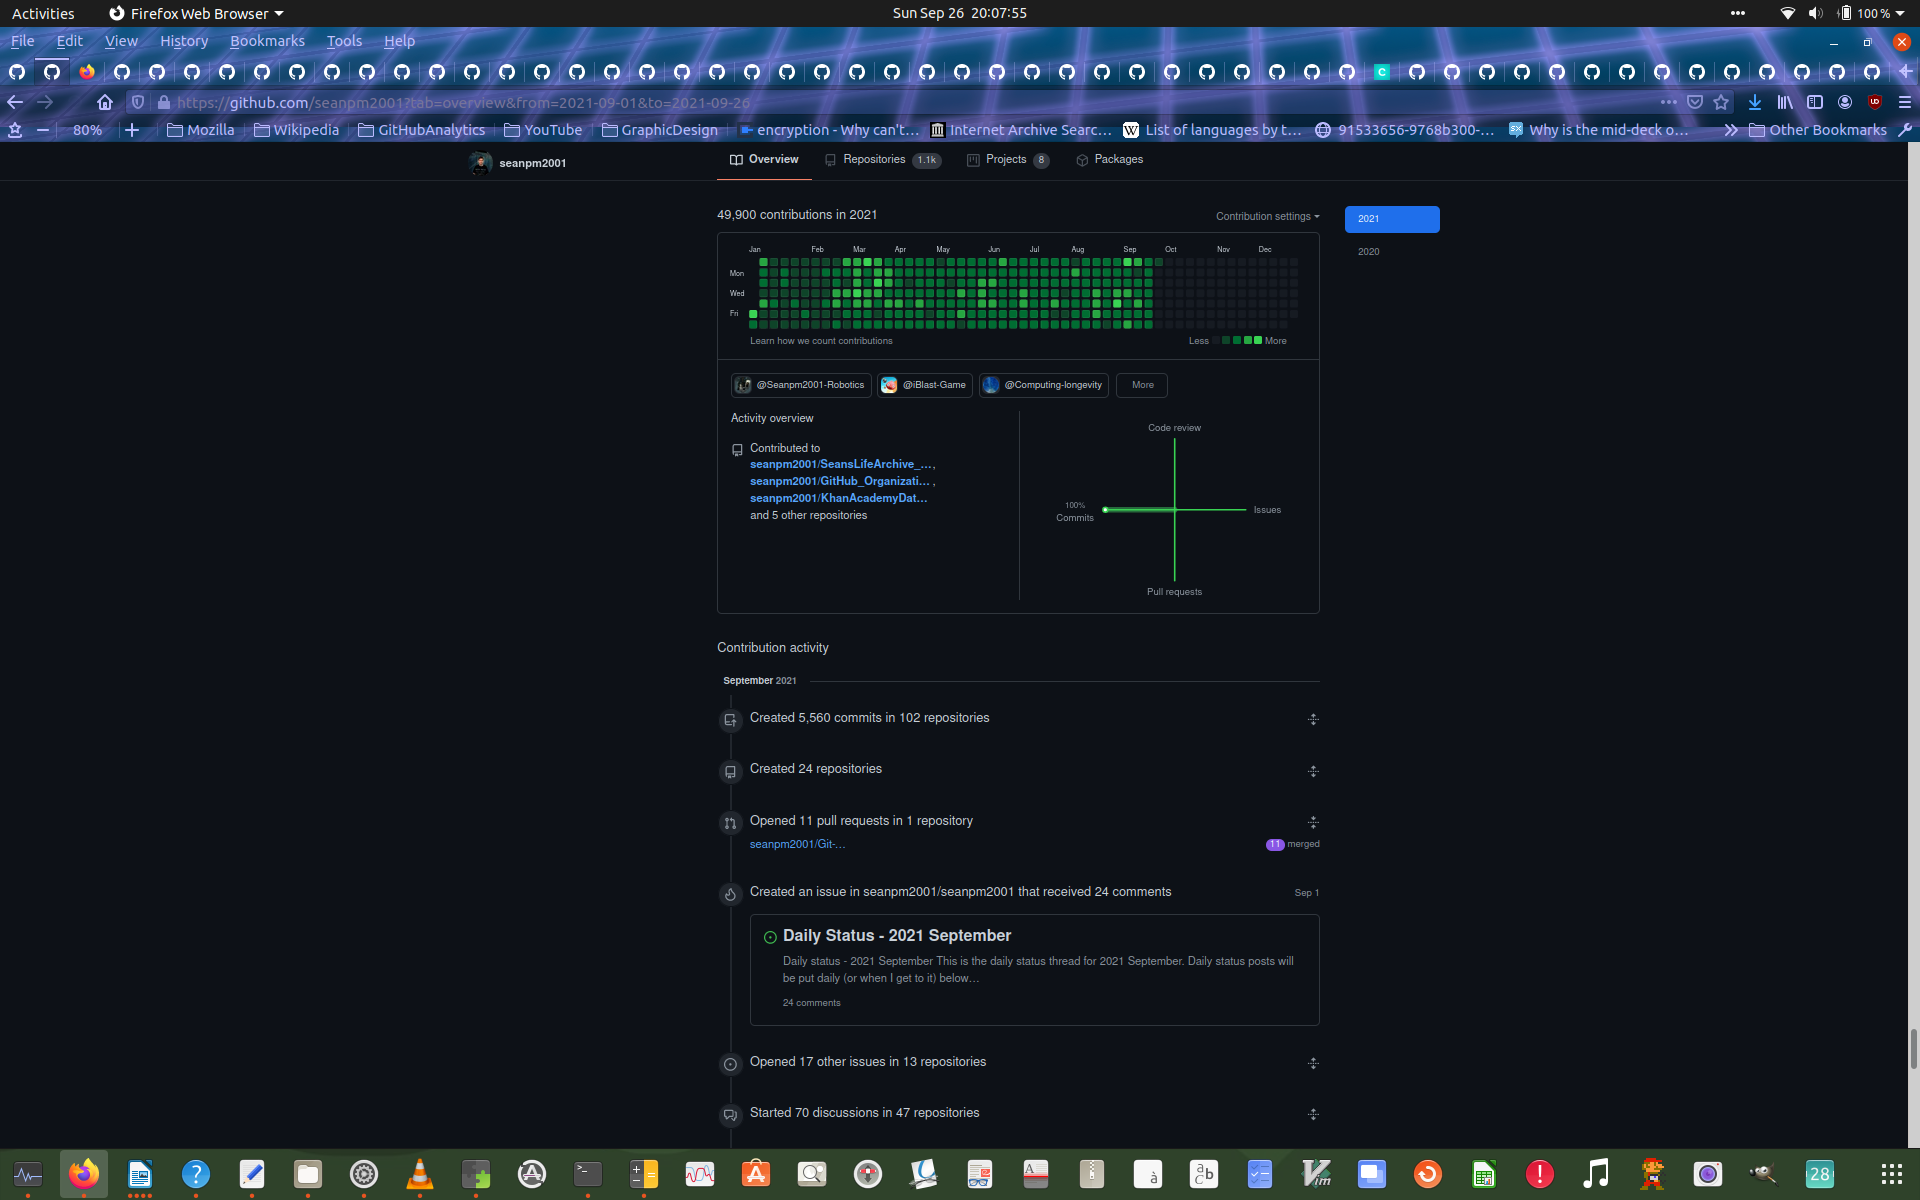 Activities
Firefox Web Browser
Sun Sep 26 20:07:55
100 %
File Edit View History Bookmarks Tools Help
https://github.com/seanpm2001?tab=overview&from=2021-09-01&to=2021-09-26
80%
Mozilla
Wikipedia
GitHubAnalytics
YouTube
GraphicDesign
encryption - Why can't…
Internet Archive Searc…
List of languages by t…
91533656-9768b300-…
Why is the mid-deck o…
Other Bookmarks
seanpm2001
Overview
Repositories 1.1k
Projects 8
Packages
49,900 contributions in 2021
Contribution settings
2021
2020
Jan Feb Mar Apr May Jun Jul Aug Sep Oct Nov Dec
Mon
Wed
Fri
Learn how we count contributions
Less More
@Seanpm2001-Robotics
@iBlast-Game
@Computing-longevity
More
Activity overview
Contributed to
seanpm2001/SeansLifeArchive_…,
seanpm2001/GitHub_Organizati… ,
seanpm2001/KhanAcademyDat…
and 5 other repositories
Code review
100%
Commits
Issues
Pull requests
Contribution activity
September 2021
Created 5,560 commits in 102 repositories
Created 24 repositories
Opened 11 pull requests in 1 repository
seanpm2001/Git-…
11 merged
Created an issue in seanpm2001/seanpm2001 that received 24 comments
Sep 1
Daily Status - 2021 September
Daily status - 2021 September This is the daily status thread for 2021 September. Daily status posts will
be put daily (or when I get to it) below…
24 comments
Opened 17 other issues in 13 repositories
Started 70 discussions in 47 repositories
28